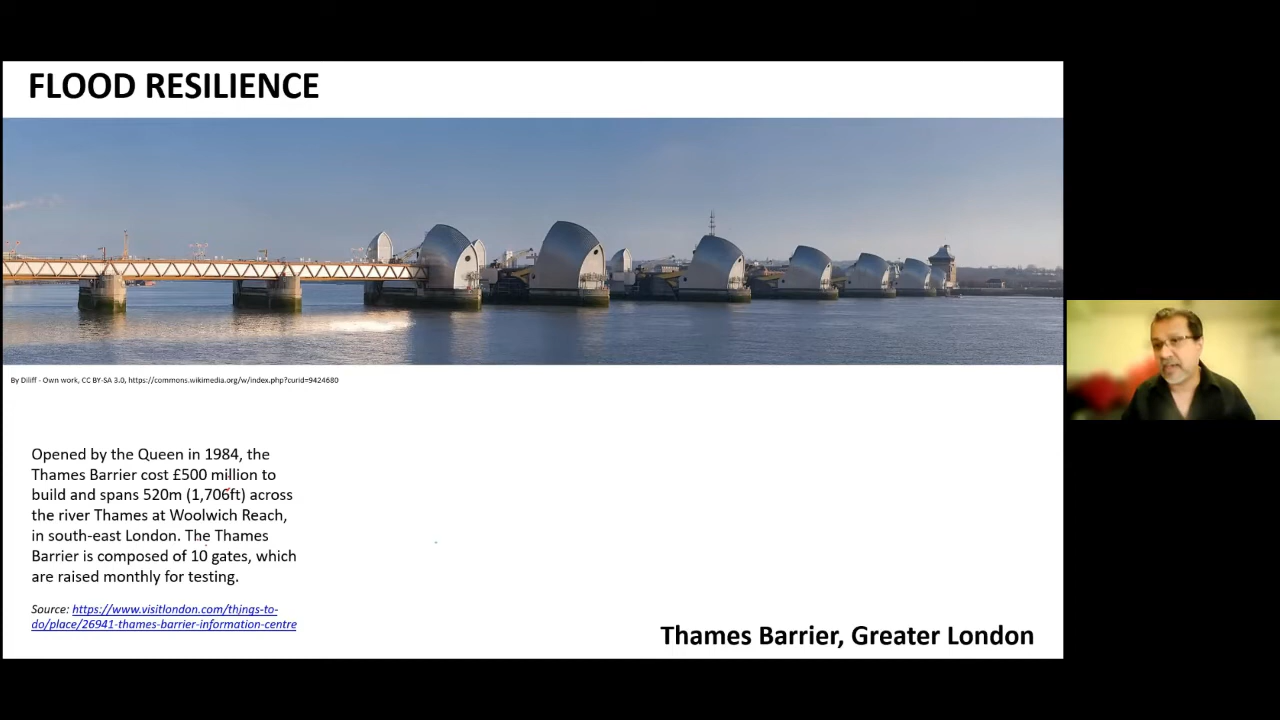 FLOOD RESILIENCE
By Diliff - Own work, CC BY-SA 3.0, https://commons.wikimedia.org/w/index.php?curid=9424680
Opened by the Queen in 1984, the
Thames Barrier cost £500 million to
build and spans 520m (1,706ft) across
the river Thames at Woolwich Reach,
in south-east London. The Thames
Barrier is composed of 10 gates, which
are raised monthly for testing.
Source: https://www.visitlondon.com/things-to-
do/place/26941-thames-barrier-information-centre
Thames Barrier, Greater London